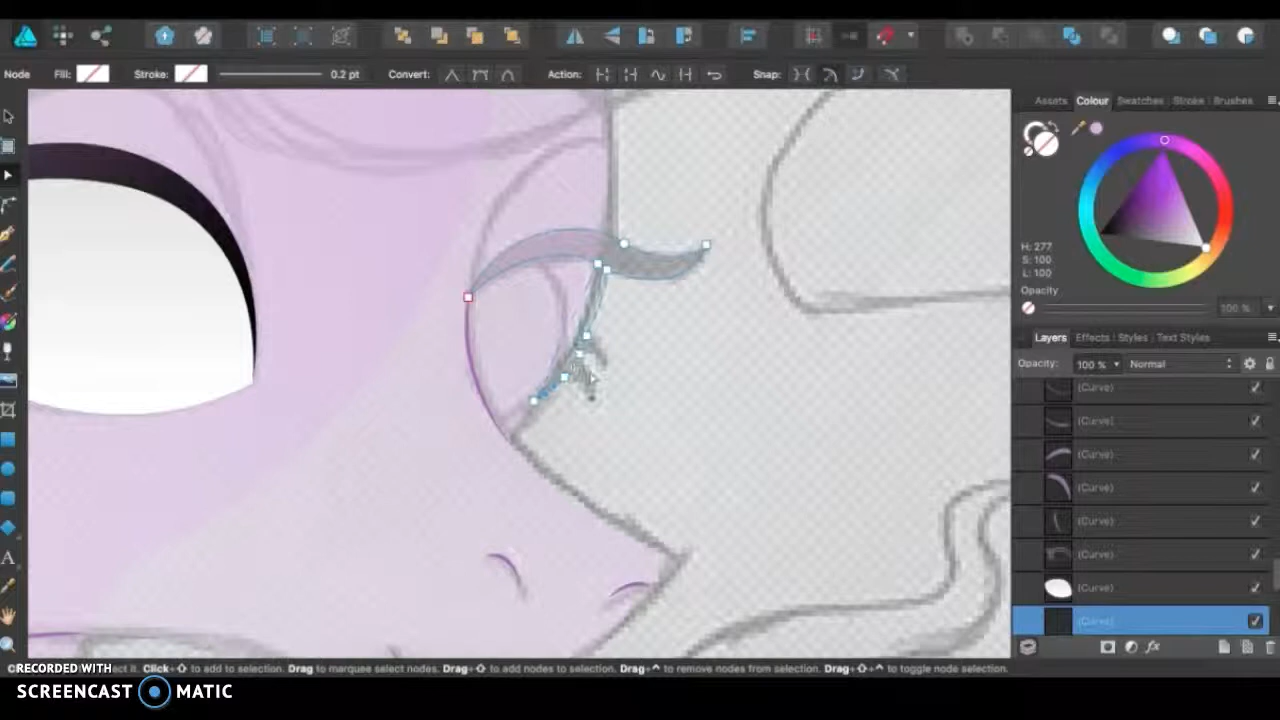 Node Fill: Stroke: 0.2 pt Convert: Action: Snap:
Assets Colour Swatches Stroke Brushes
H: 277
S: 100
L: 100
Opacity
100 %
Layers Effects Styles Text Styles
Opacity: 100 % Normal
(Curve)
(Curve)
(Curve)
(Curve)
(Curve)
(Curve)
(Curve)
(Curve)
A
ect it. Click+⇧ to add to selection. Drag to marquee select nodes. Drag+⇧ to add nodes to selection. Drag+^ to remove nodes from selection. Drag+⇧+^ to toggle node selection.
RECORDED WITH
SCREENCAST MATIC